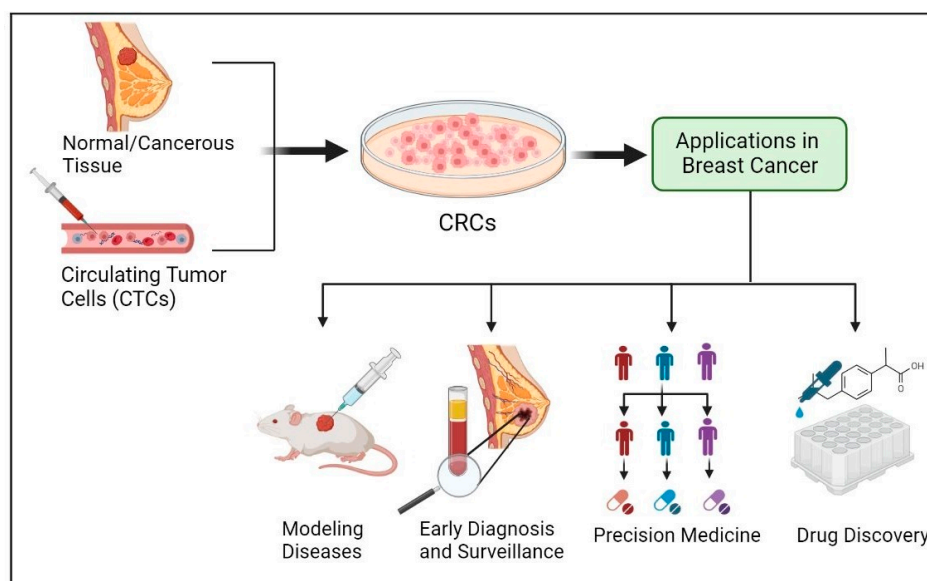 Normal/Cancerous
Tissue
Circulating Tumor
Cells (CTCs)
CRCs
Applications in
Breast Cancer
OH
O
Modeling
Diseases
Early Diagnosis
and Surveillance
Precision Medicine
Drug Discovery